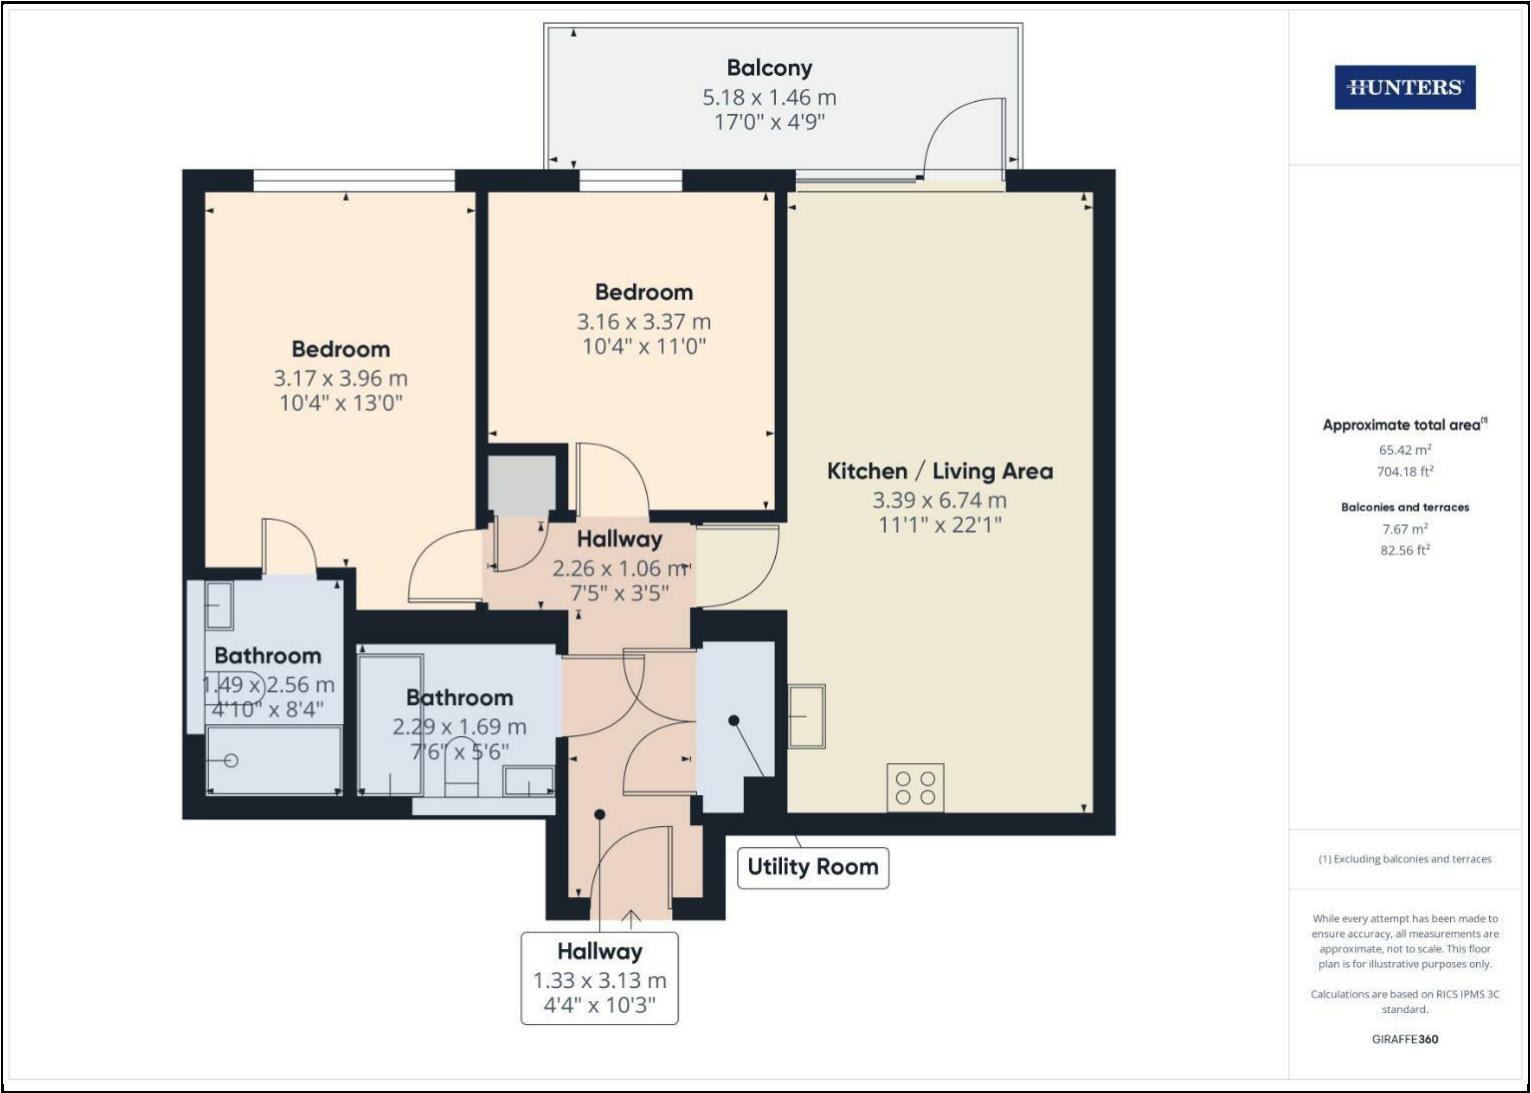 Balcony
5.18 x 1.46 m
17'0" x 4'9"
Bedroom
3.16 x 3.37 m
10'4" x 11'0"
Bedroom
3.17 x 3.96 m
10'4" x 13'0"
Kitchen / Living Area
3.39 x 6.74 m
11'1" x 22'1"
Hallway
2.26 x 1.06 m
7'5" x 3'5"
Bathroom
1.49 x 2.56 m
4'10" x 8'4"
Bathroom
2.29 x 1.69 m
7'6" x 5'6"
Utility Room
Hallway
1.33 x 3.13 m
4'4" x 10'3"
HUNTERS
Approximate total area⁽¹⁾
65.42 m²
704.18 ft²
Balconies and terraces
7.67 m²
82.56 ft²
(1) Excluding balconies and terraces
While every attempt has been made to
ensure accuracy, all measurements are
approximate, not to scale. This floor
plan is for illustrative purposes only.
Calculations are based on RICS IPMS 3C
standard.
GIRAFFE360